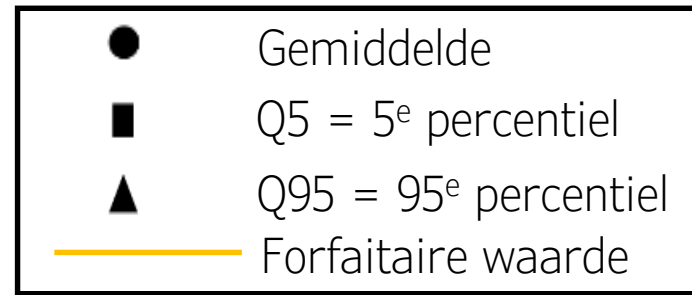 Gemiddelde
Q5 = 5e percentiel
Q95 = 95e percentiel
Forfaitaire waarde